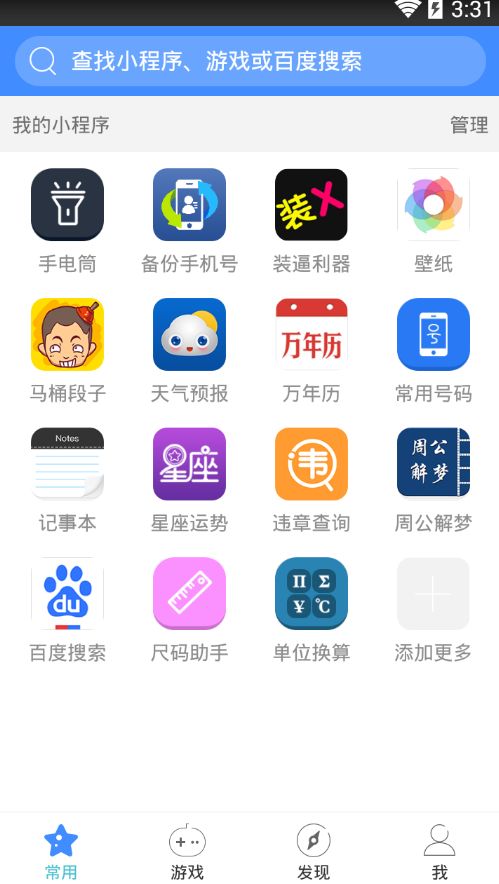 3:31
查找小程序、游戏或百度搜索
我的小程序 管理
装X
手电筒 备份手机号 装逼利器 壁纸
万年历
号
马桶段子 天气预报 万年历 常用号码
Notes
星座
违
周公
解梦
记事本 星座运势 违章查询 周公解梦
du
Π Σ
¥ ℃
百度搜索 尺码助手 单位换算 添加更多
常用 游戏 发现 我